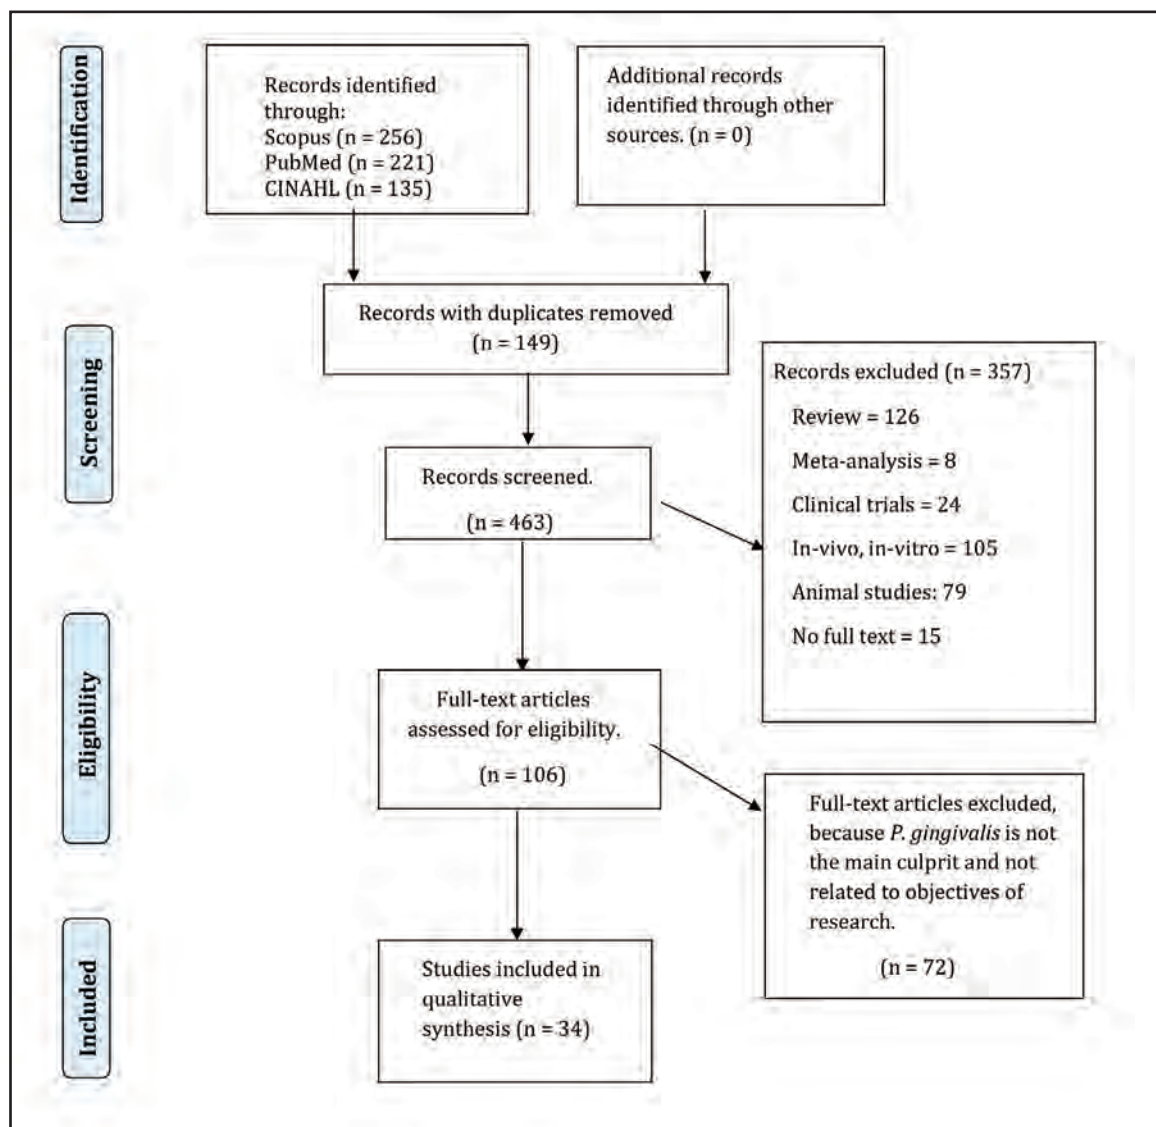 Identification
Records identified
through:
Scopus (n = 256)
PubMed (n = 221)
CINAHL (n = 135)
Additional records
identified through other
sources. (n = 0)
Screening
Records with duplicates removed
(n = 149)
Records screened.
(n = 463)
Records excluded (n = 357)
Review = 126
Meta-analysis = 8
Clinical trials = 24
In-vivo, in-vitro = 105
Animal studies: 79
No full text = 15
Eligibility
Full-text articles
assessed for eligibility.
(n = 106)
Full-text articles excluded,
because P. gingivalis is not
the main culprit and not
related to objectives of
research.
(n = 72)
Included
Studies included in
qualitative
synthesis (n = 34)